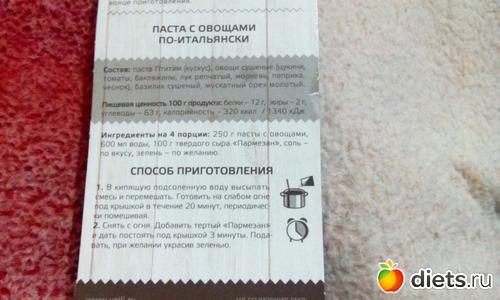 конце приготовления.
ПАСТА С ОВОЩАМИ
ПО-ИТАЛЬЯНСКИ
Состав: паста Птитим (кускус), овощи сушеные (цукини,
томаты, баклажаны, лук репчатый, морковь, паприка,
чеснок), базилик сушеный, мускатный орех молотый.
Пищевая ценность 100 г продукта: белки – 12 г, жиры – 2 г,
углеводы – 63 г, калорийность – 320 ккал / 1340 кДж
Ингредиенты на 4 порции: 250 г пасты с овощами,
600 мл воды, 100 г твердого сыра «Пармезан», соль –
по вкусу, зелень – по желанию.
СПОСОБ ПРИГОТОВЛЕНИЯ
1. В кипящую подсоленную воду высыпать
смесь и перемешать. Готовить на слабом огне
под крышкой в течение 20 минут, периодичес-
ки помешивая.
2. Снять с огня. Добавить тертый «Пармезан»
и дать постоять под крышкой 3 минуты. Пода-
вать, при желании украсив зеленью.
diets.ru